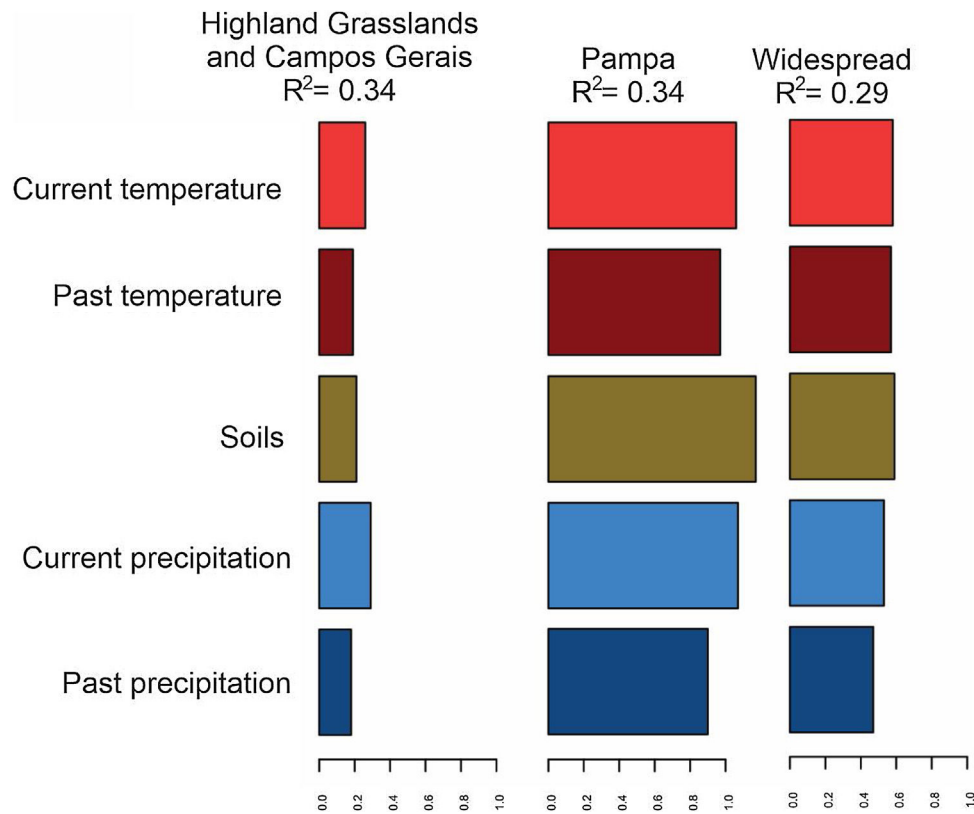 Highland Grasslands
and Campos Gerais
R²= 0.34
Pampa
R²= 0.34
Widespread
R²= 0.29
Current temperature
Past temperature
Soils
Current precipitation
Past precipitation
0.0 0.2 0.4 0.6 0.8 1.0
0.0 0.2 0.4 0.6 0.8 1.0
0.0 0.2 0.4 0.6 0.8 1.0